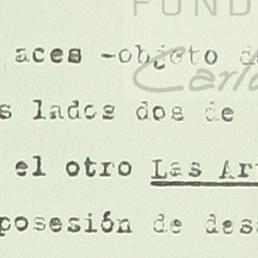 FUND
Carlo
aces -objeto d
s lados dos de
el otro Las Ar
posesión de des